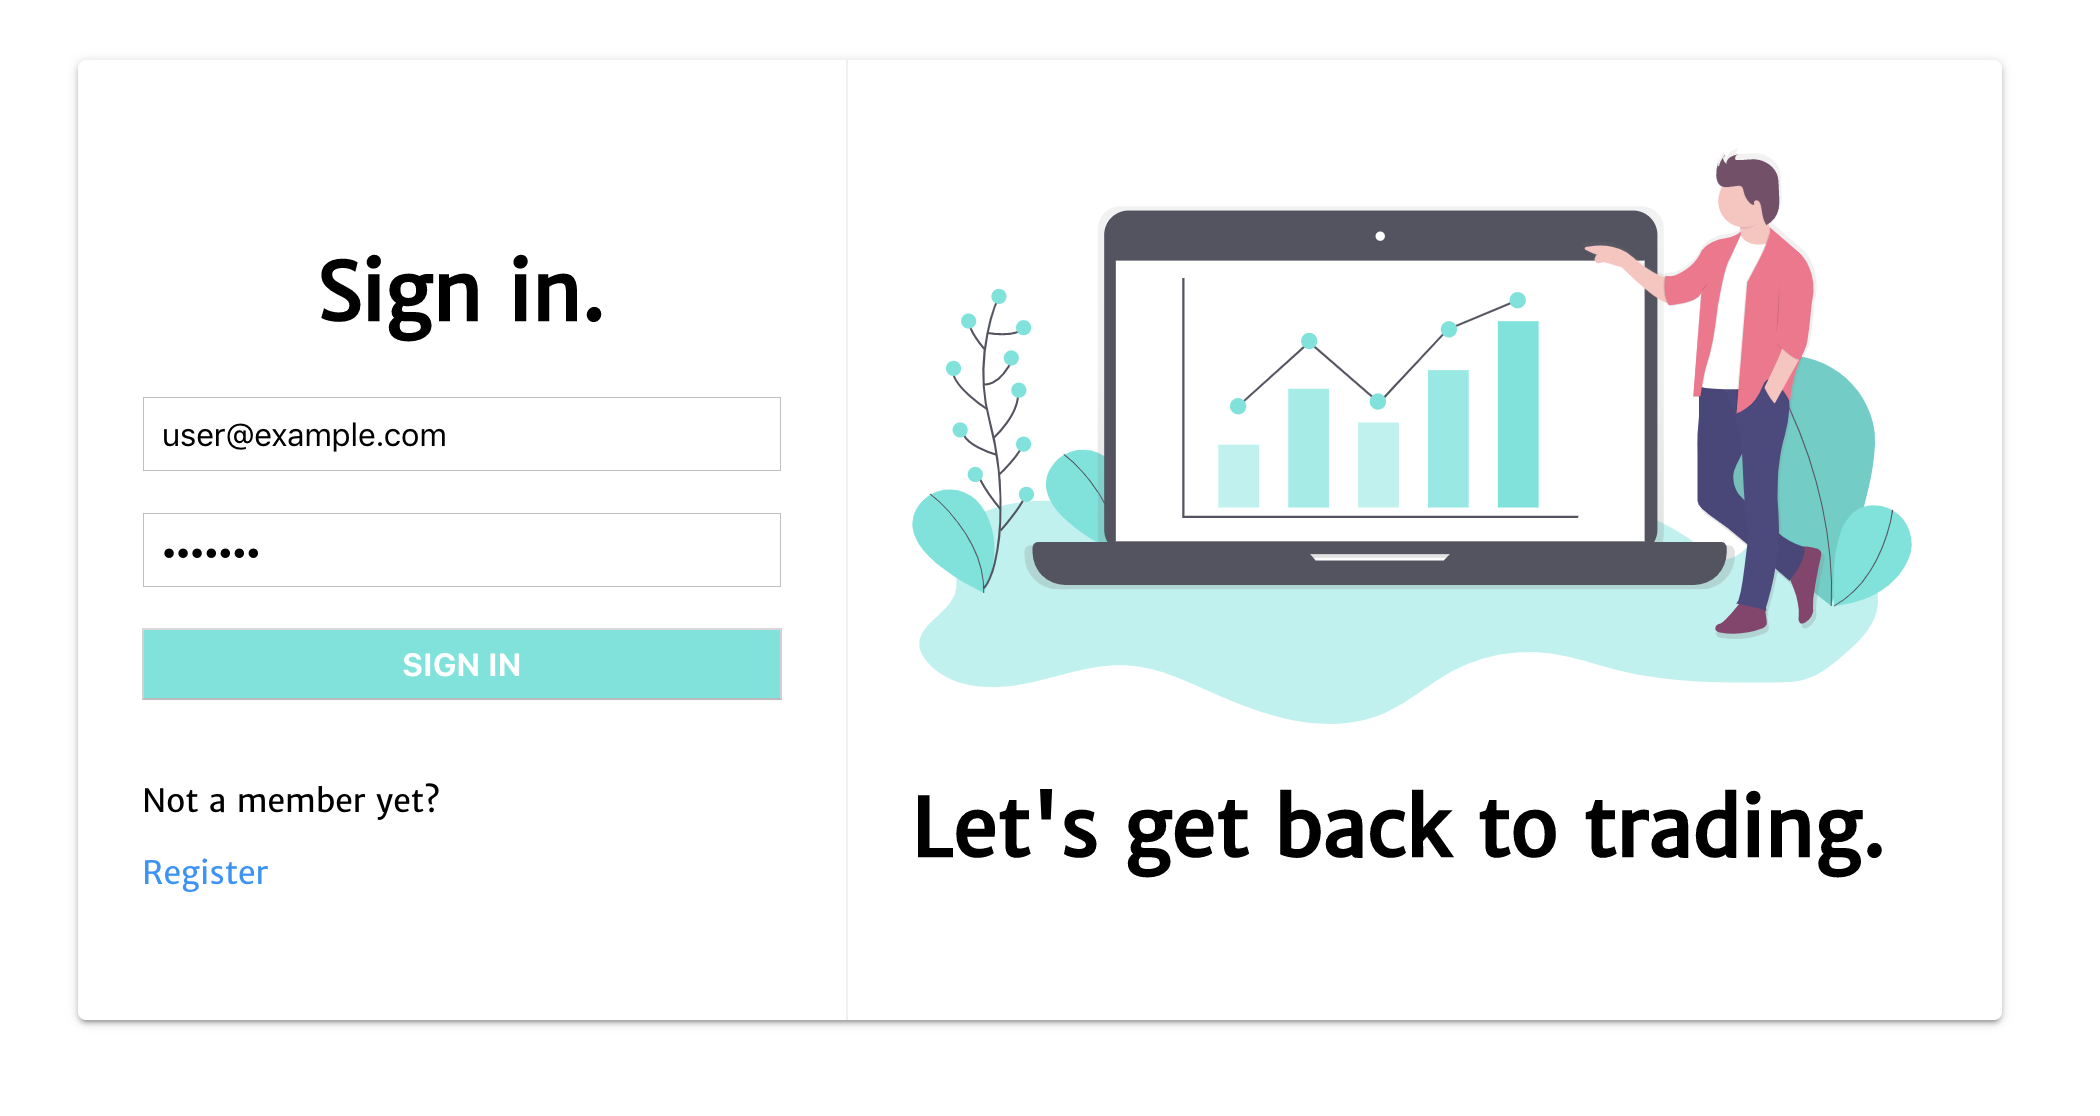 Sign in.
user@example.com
•••••••
SIGN IN
Not a member yet?
Register
Let's get back to trading.